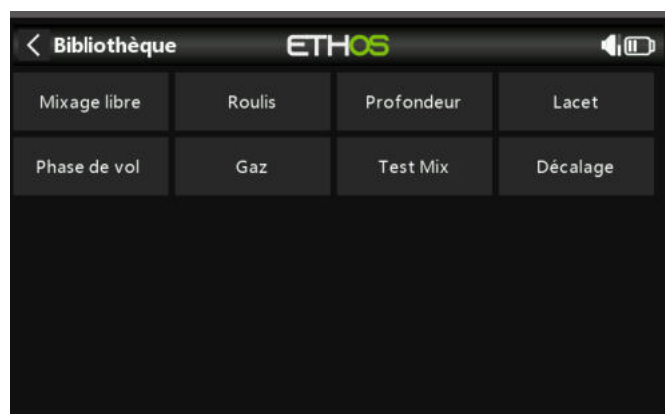 Bibliothèque ETHOS
Mixage libre Roulis Profondeur Lacet
Phase de vol Gaz Test Mix Décalage